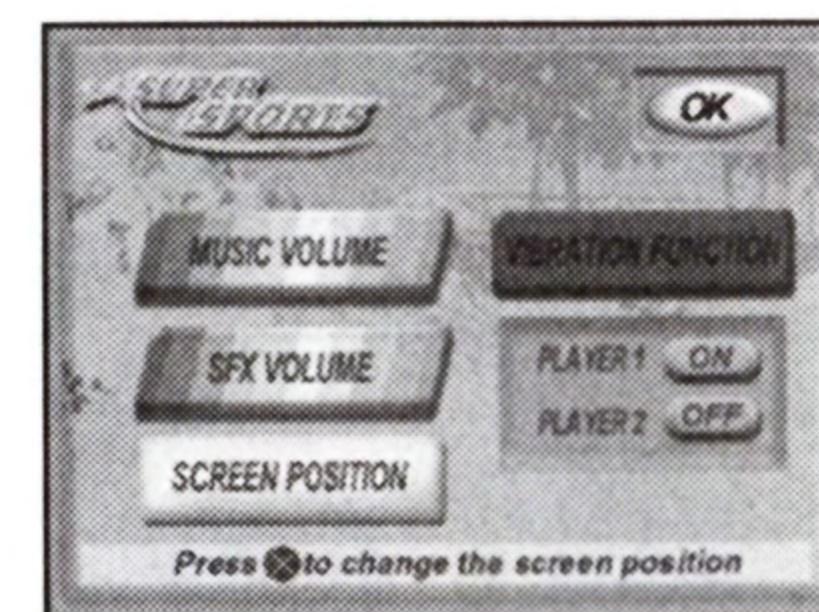 SUPER
SPORTS
OK
MUSIC VOLUME
VIBRATION FUNCTION
SFX VOLUME
PLAYER 1 ON
PLAYER 2 OFF
SCREEN POSITION
Press ⊗ to change the screen position